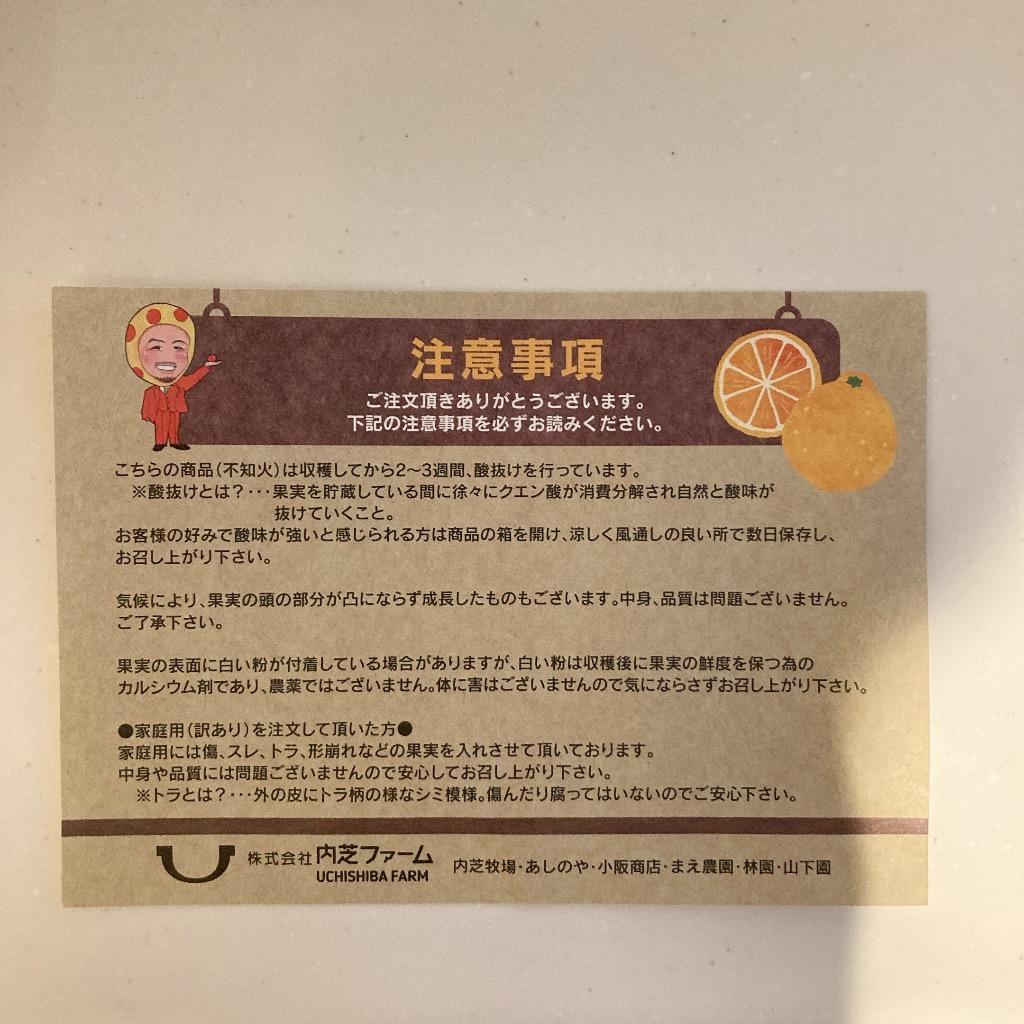 注意事項
ご注文頂きありがとうございます。
下記の注意事項を必ずお読みください。
こちらの商品(不知火)は収穫してから2〜3週間、酸抜けを行っています。
※酸抜けとは?・・・果実を貯蔵している間に徐々にクエン酸が消費分解され自然と酸味が
抜けていくこと。
お客様の好みで酸味が強いと感じられる方は商品の箱を開け、涼しく風通しの良い所で数日保存し、
お召し上がり下さい。
気候により、果実の頭の部分が凸にならず成長したものもございます。中身、品質は問題ございません。
ご了承下さい。
果実の表面に白い粉が付着している場合がありますが、白い粉は収穫後に果実の鮮度を保つ為の
カルシウム剤であり、農薬ではございません。体に害はございませんので気にならさずお召し上がり下さい。
●家庭用(訳あり)を注文して頂いた方●
家庭用には傷、スレ、トラ、形崩れなどの果実を入れさせて頂いております。
中身や品質には問題ございませんので安心してお召し上がり下さい。
※トラとは?・・・外の皮にトラ柄の様なシミ模様。傷んだり腐ってはいないのでご安心下さい。
株式会社 内芝ファーム
UCHISHIBA FARM
内芝牧場・あしのや・小阪商店・まえ農園・林園・山下園